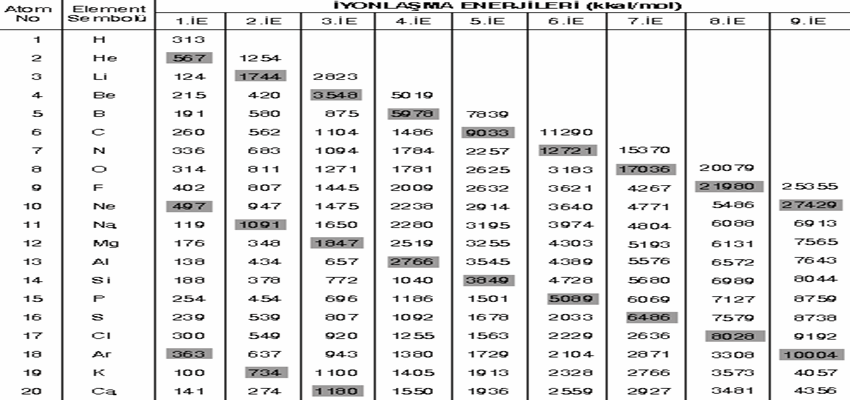 İYONLAŞMA ENERJİLERİ (kkal/mol)
Atom No Element Sembolü 1.İE 2.İE 3.İE 4.İE 5.İE 6.İE 7.İE 8.İE 9.İE
1 H 313
2 He 567 1254
3 Li 124 1744 2823
4 Be 215 420 3548 5019
5 B 191 580 875 5978 7839
6 C 260 562 1104 1486 9033 11290
7 N 336 683 1094 1784 2257 12721 15370
8 O 314 811 1271 1781 2625 3183 17036 20079
9 F 402 807 1445 2009 2632 3621 4267 21980 25355
10 Ne 497 947 1475 2238 2914 3640 4771 5486 27429
11 Na 119 1091 1650 2280 3195 3974 4804 6088 6913
12 Mg 176 348 1847 2519 3255 4303 5193 6131 7565
13 Al 138 434 657 2766 3545 4389 5576 6572 7643
14 Si 188 378 772 1040 3849 4728 5680 6989 8044
15 P 254 454 696 1186 1501 5089 6069 7127 8759
16 S 239 539 807 1092 1678 2033 6486 7579 8738
17 Cl 300 549 920 1255 1563 2229 2636 8028 9192
18 Ar 363 637 943 1380 1729 2104 2871 3308 10004
19 K 100 734 1100 1405 1913 2328 2766 3573 4057
20 Ca 141 274 1180 1550 1936 2559 2927 3481 4356